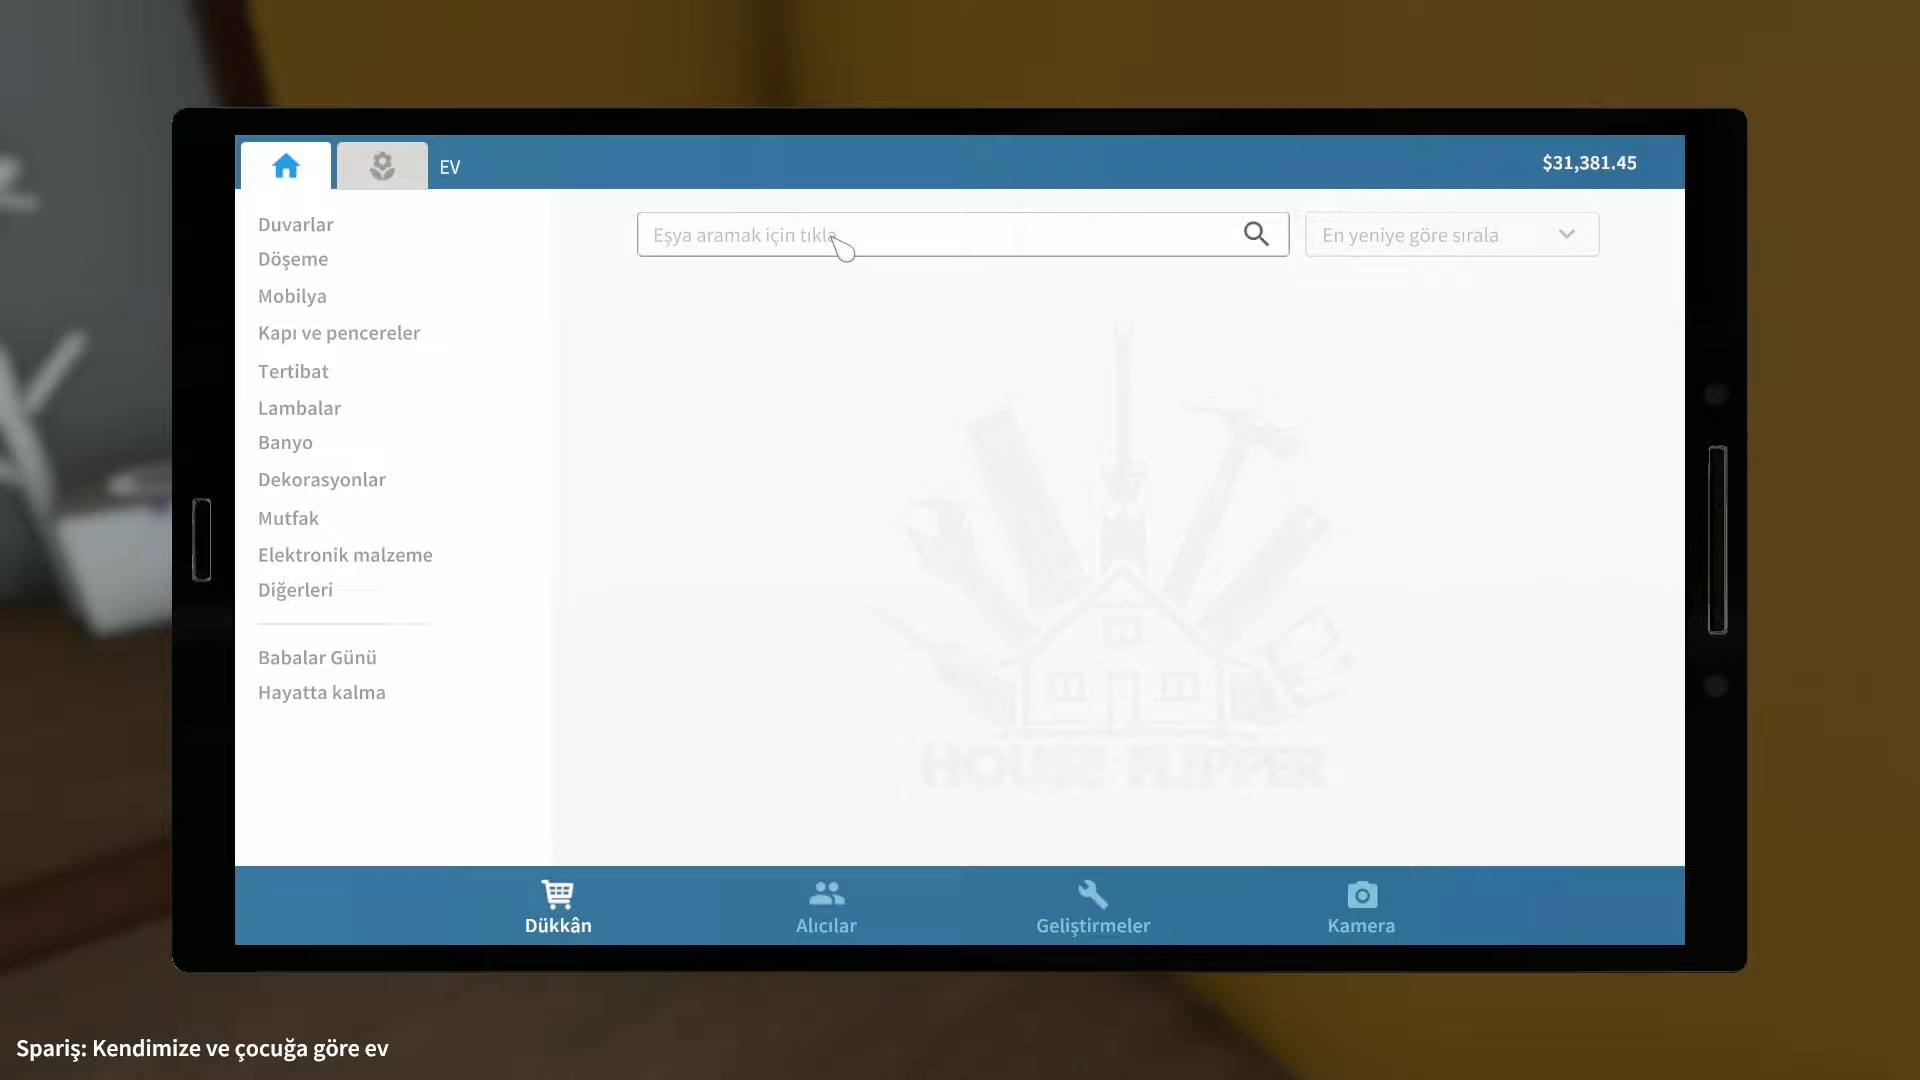 EV
$31,381.45
Eşya aramak için tıkla
En yeniye göre sırala
Duvarlar
Döşeme
Mobilya
Kapı ve pencereler
Tertibat
Lambalar
Banyo
Dekorasyonlar
Mutfak
Elektronik malzeme
Diğerleri
Babalar Günü
Hayatta kalma
HOUSE FLIPPER
Dükkân
Alıcılar
Geliştirmeler
Kamera
Spariş: Kendimize ve çocuğa göre ev